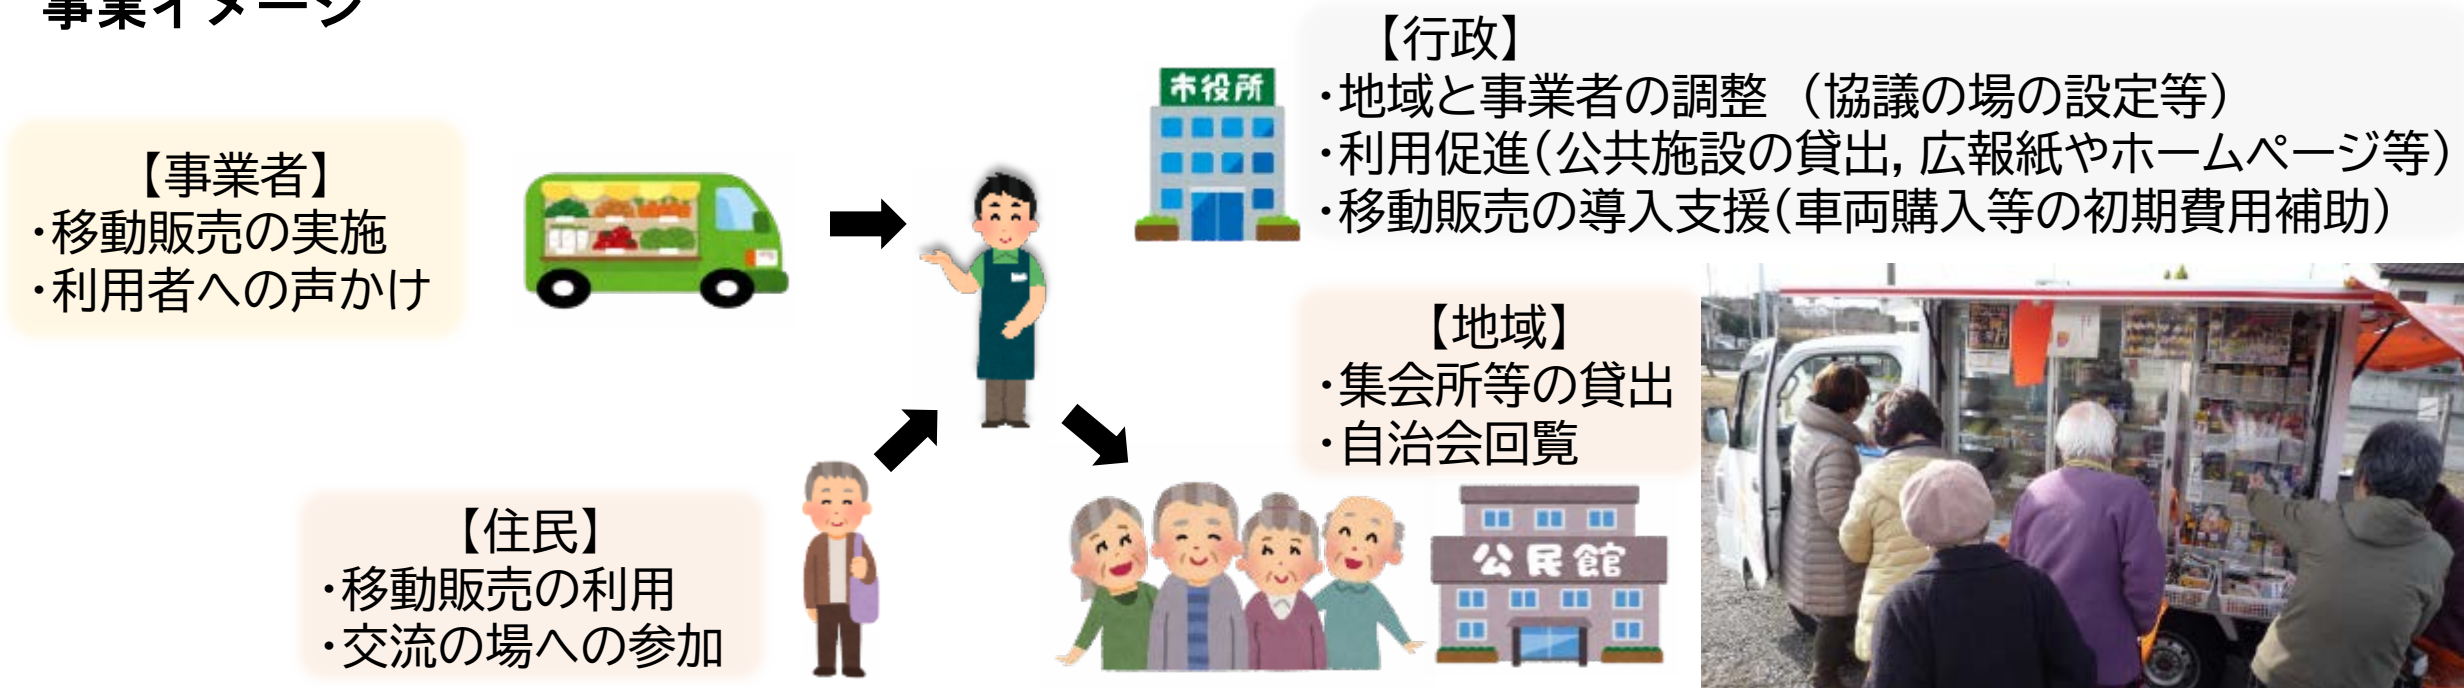 事業イメージ
【行政】
・地域と事業者の調整（協議の場の設定等）
・利用促進（公共施設の貸出，広報紙やホームページ等）
・移動販売の導入支援（車両購入等の初期費用補助）
市役所
【事業者】
・移動販売の実施
・利用者への声かけ
【地域】
・集会所等の貸出
・自治会回覧
【住民】
・移動販売の利用
・交流の場への参加
公民館